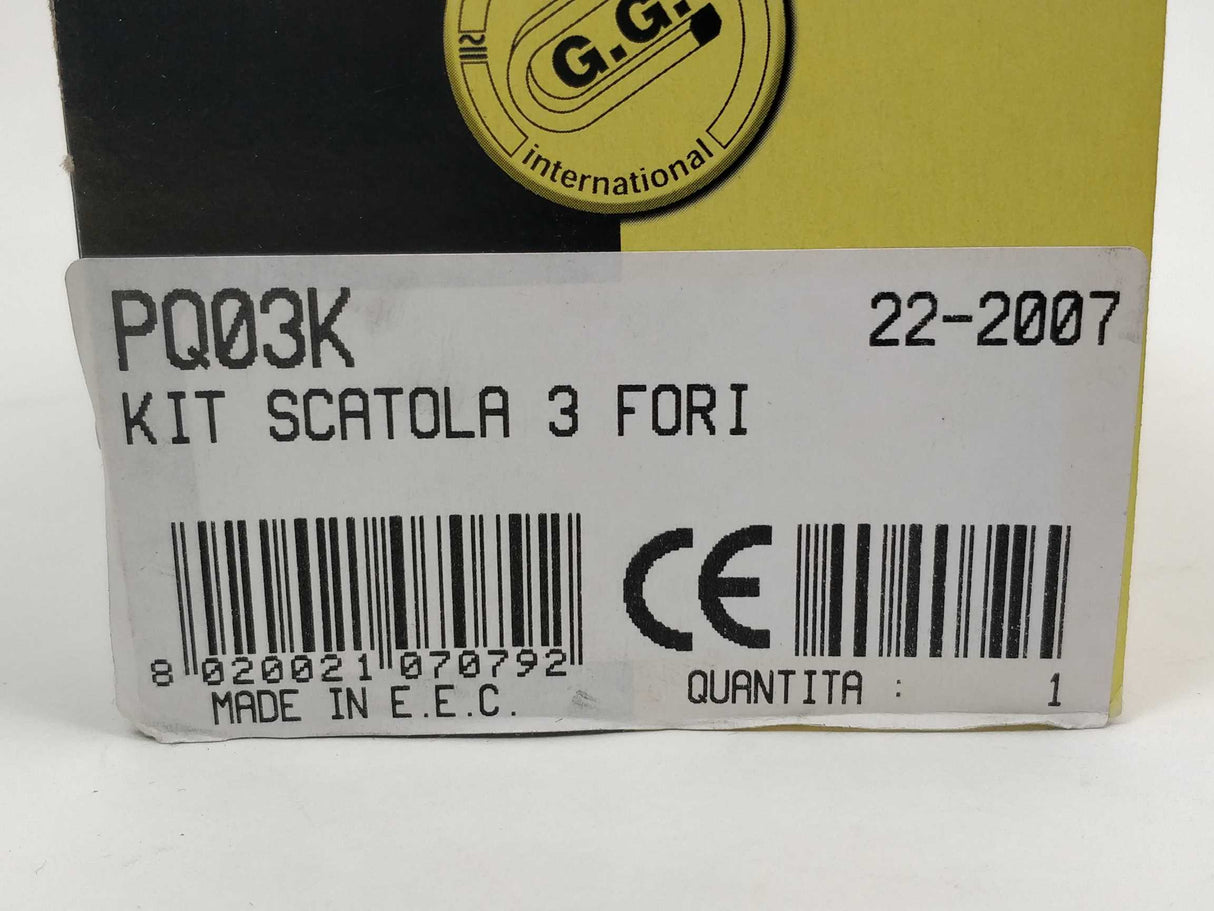 G.G.
international
PQ03K 22-2007
KIT SCATOLA 3 FORI
8 020021 070792
MADE IN E.E.C.
CE
QUANTITA : 1